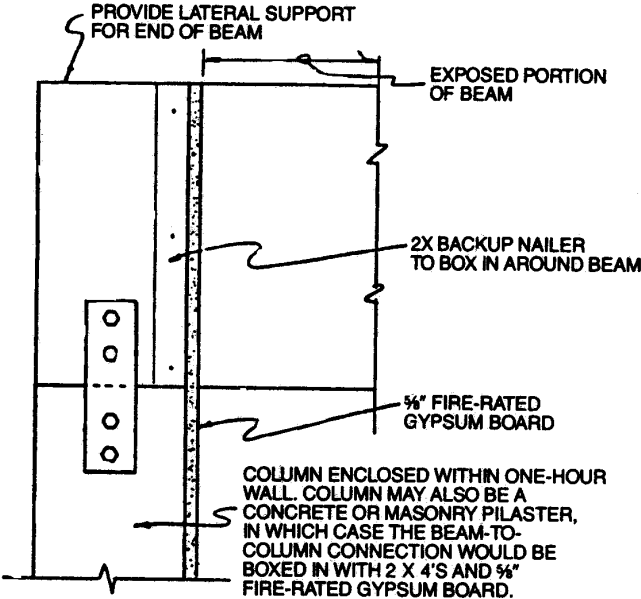 PROVIDE LATERAL SUPPORT
FOR END OF BEAM
EXPOSED PORTION
OF BEAM
2X BACKUP NAILER
TO BOX IN AROUND BEAM
⅝" FIRE-RATED
GYPSUM BOARD
COLUMN ENCLOSED WITHIN ONE-HOUR
WALL. COLUMN MAY ALSO BE A
CONCRETE OR MASONRY PILASTER,
IN WHICH CASE THE BEAM-TO-
COLUMN CONNECTION WOULD BE
BOXED IN WITH 2 X 4'S AND ⅝"
FIRE-RATED GYPSUM BOARD.